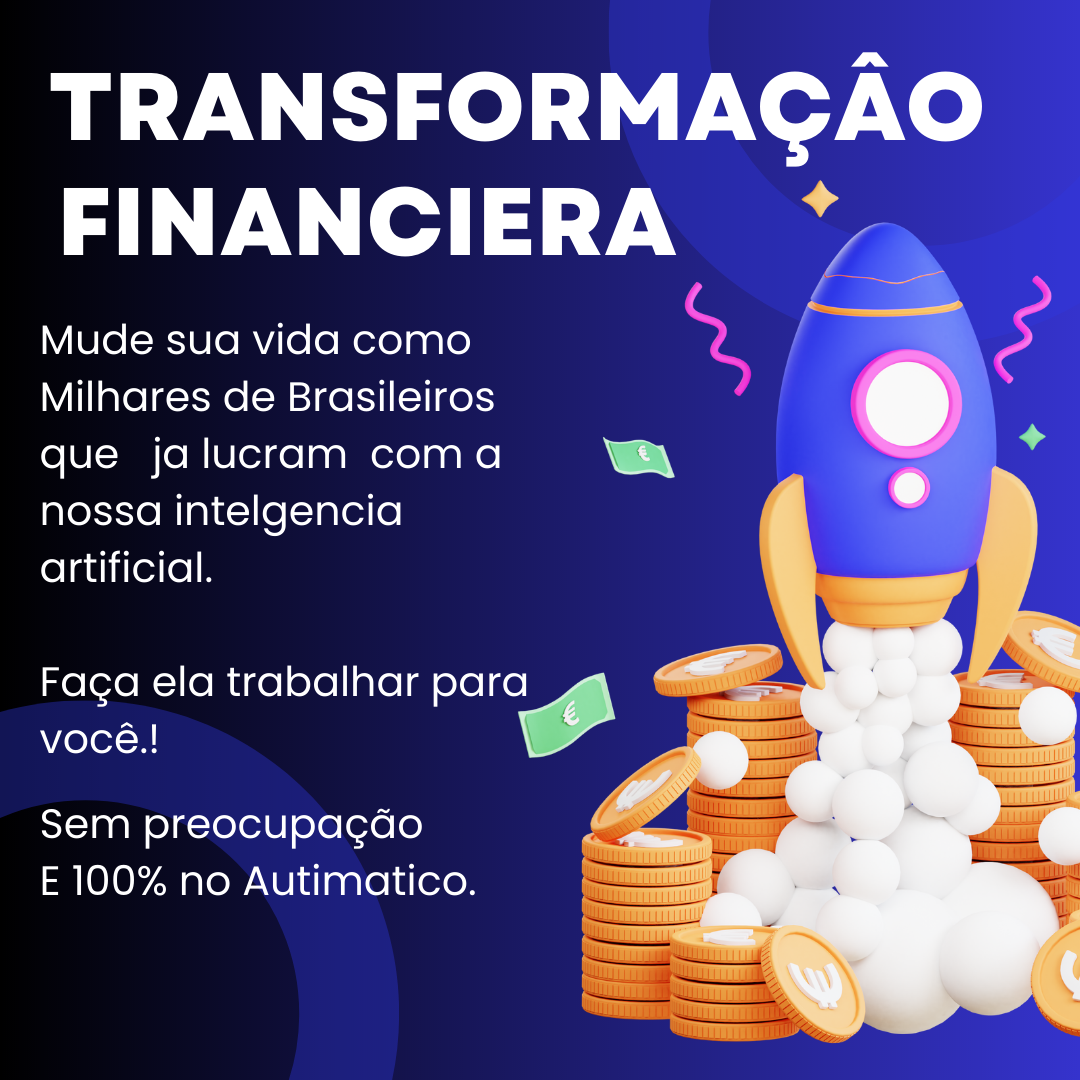 TRANSFORMAÇÂO
FINANCIERA
Mude sua vida como
Milhares de Brasileiros
que ja lucram com a
nossa intelgencia
artificial.
Faça ela trabalhar para
você.!
Sem preocupação
E 100% no Autimatico.